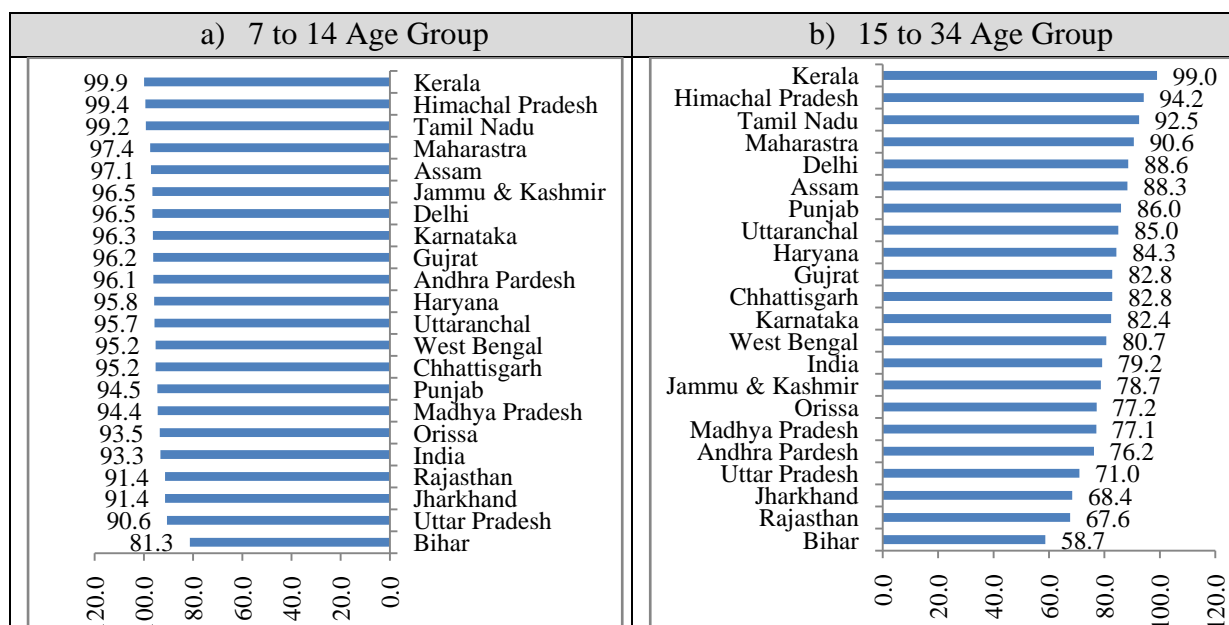 a) 7 to 14 Age Group
99.9 Kerala
99.4 Himachal Pradesh
99.2 Tamil Nadu
97.4 Maharastra
97.1 Assam
96.5 Jammu & Kashmir
96.5 Delhi
96.3 Karnataka
96.2 Gujrat
96.1 Andhra Pardesh
95.8 Haryana
95.7 Uttaranchal
95.2 West Bengal
95.2 Chhattisgarh
94.5 Punjab
94.4 Madhya Pradesh
93.5 Orissa
93.3 India
91.4 Rajasthan
91.4 Jharkhand
90.6 Uttar Pradesh
81.3 Bihar
20.0 00.0 80.0 60.0 40.0 20.0 0.0
b) 15 to 34 Age Group
Kerala 99.0
Himachal Pradesh 94.2
Tamil Nadu 92.5
Maharastra 90.6
Delhi 88.6
Assam 88.3
Punjab 86.0
Uttaranchal 85.0
Haryana 84.3
Gujrat 82.8
Chhattisgarh 82.8
Karnataka 82.4
West Bengal 80.7
India 79.2
Jammu & Kashmir 78.7
Orissa 77.2
Madhya Pradesh 77.1
Andhra Pardesh 76.2
Uttar Pradesh 71.0
Jharkhand 68.4
Rajasthan 67.6
Bihar 58.7
0.0 20.0 40.0 60.0 80.0 100.0 120.0